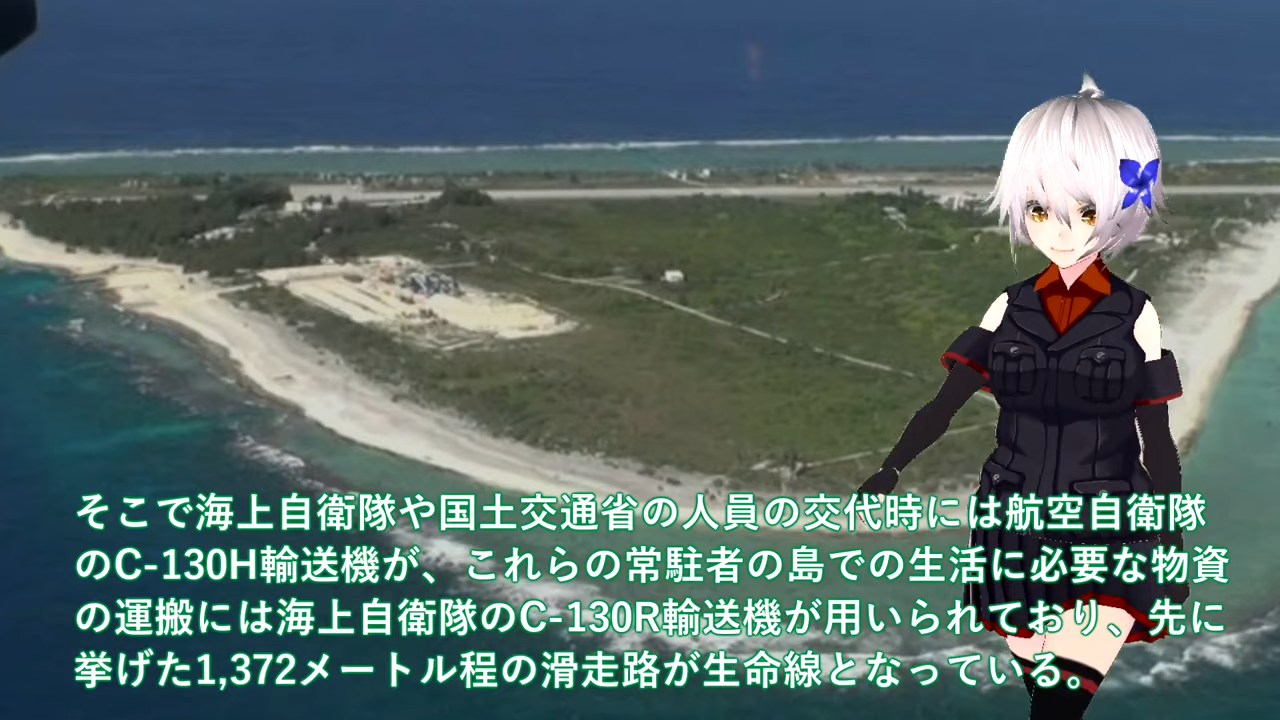 そこで海上自衛隊や国土交通省の人員の交代時には航空自衛隊
のC-130H輸送機が、これらの常駐者の島での生活に必要な物資
の運搬には海上自衛隊のC-130R輸送機が用いられており、先に
挙げた1,372メートル程の滑走路が生命線となっている。